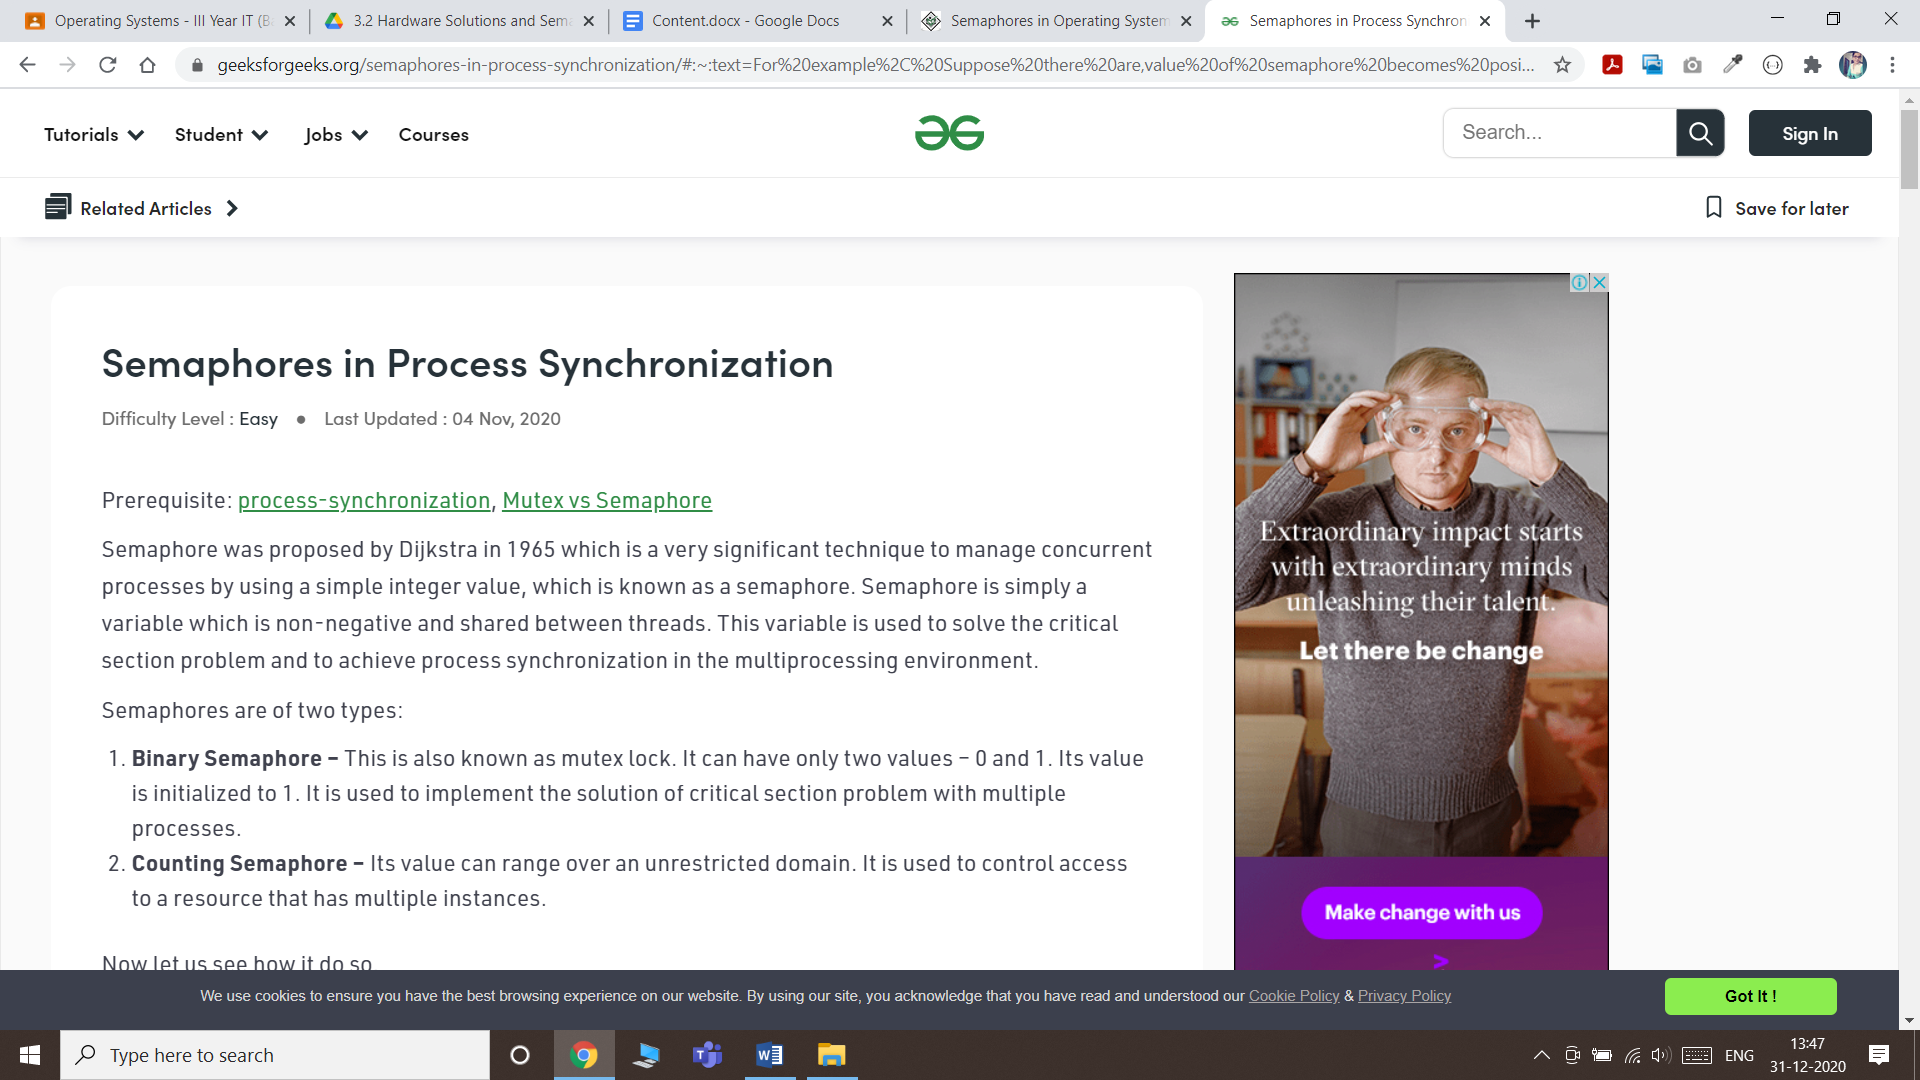 Operating Systems - III Year IT (B
3.2 Hardware Solutions and Sem
Content.docx - Google Docs
Semaphores in Operating System
Semaphores in Process Synchron
geeksforgeeks.org/semaphores-in-process-synchronization/#:~:text=For%20example%2C%20Suppose%20there%20are,value%20of%20semaphore%20becomes%20posi...
Tutorials Student Jobs Courses
Search...
Sign In
Related Articles
Save for later
Semaphores in Process Synchronization
Difficulty Level : Easy ● Last Updated : 04 Nov, 2020
Prerequisite: process-synchronization, Mutex vs Semaphore
Semaphore was proposed by Dijkstra in 1965 which is a very significant technique to manage concurrent
processes by using a simple integer value, which is known as a semaphore. Semaphore is simply a
variable which is non-negative and shared between threads. This variable is used to solve the critical
section problem and to achieve process synchronization in the multiprocessing environment.
Semaphores are of two types:
1. Binary Semaphore – This is also known as mutex lock. It can have only two values – 0 and 1. Its value
is initialized to 1. It is used to implement the solution of critical section problem with multiple
processes.
2. Counting Semaphore – Its value can range over an unrestricted domain. It is used to control access
to a resource that has multiple instances.
Now let us see how it do so
Extraordinary impact starts
with extraordinary minds
unleashing their talent.
Let there be change
Make change with us
>
We use cookies to ensure you have the best browsing experience on our website. By using our site, you acknowledge that you have read and understood our Cookie Policy & Privacy Policy
Got It !
Type here to search
ENG
13:47
31-12-2020